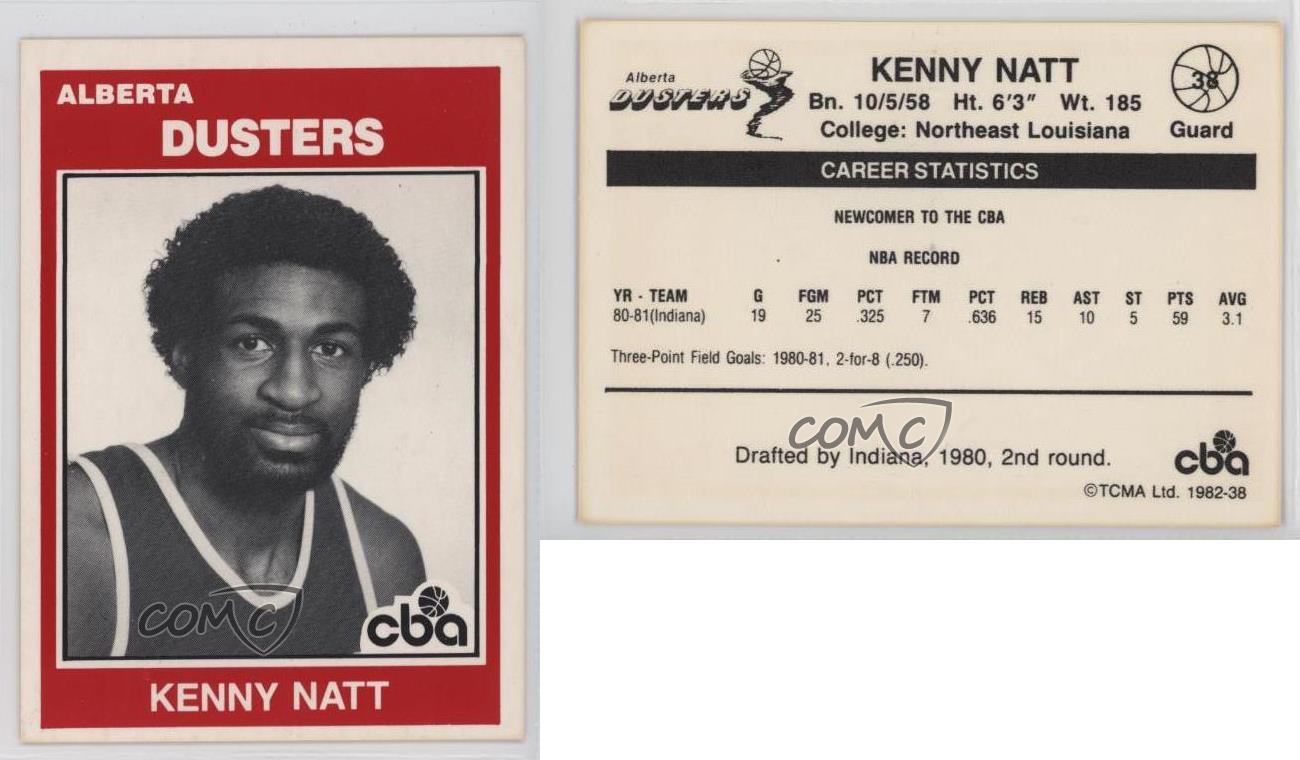 ALBERTA
DUSTERS
COMC
cba
KENNY NATT
Alberta
DUSTERS
KENNY NATT
Bn. 10/5/58 Ht. 6'3" Wt. 185
College: Northeast Louisiana
38
Guard
CAREER STATISTICS
NEWCOMER TO THE CBA
NBA RECORD
YR - TEAM G FGM PCT FTM PCT REB AST ST PTS AVG
80-81(Indiana) 19 25 .325 7 .636 15 10 5 59 3.1
Three-Point Field Goals: 1980-81, 2-for-8 (.250).
COMC
Drafted by Indiana, 1980, 2nd round.
cba
©TCMA Ltd. 1982-38